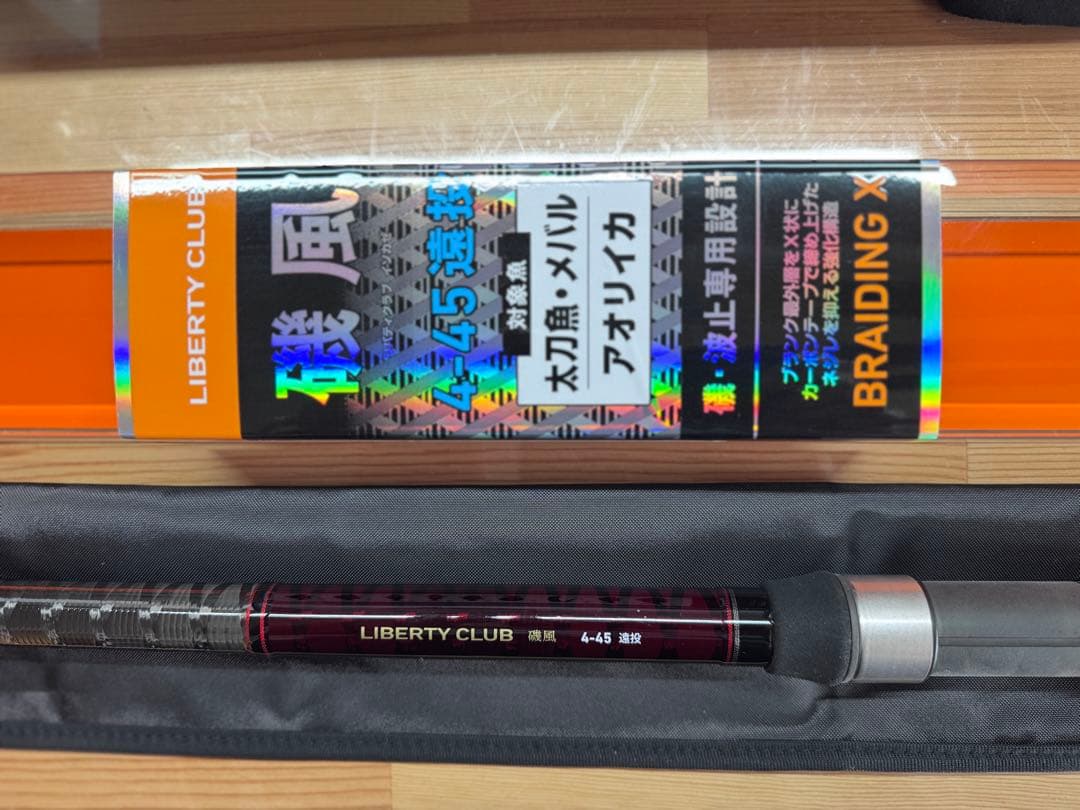 LIBERTY CLUB
磯風
リバティクラブ イソカゼ
4-45遠投
対象魚
太刀魚・メバル
アオリイカ
磯・波止専用設計
ブランク最外層をX状に
カーボンテープで締め上げた
ネジレを抑える強化構造
BRAIDING X
LIBERTY CLUB 磯風 4-45 遠投